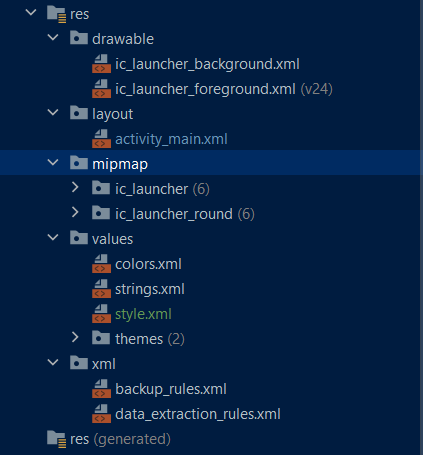 res
drawable
ic_launcher_background.xml
ic_launcher_foreground.xml (v24)
layout
activity_main.xml
mipmap
ic_launcher (6)
ic_launcher_round (6)
values
colors.xml
strings.xml
style.xml
themes (2)
xml
backup_rules.xml
data_extraction_rules.xml
res (generated)